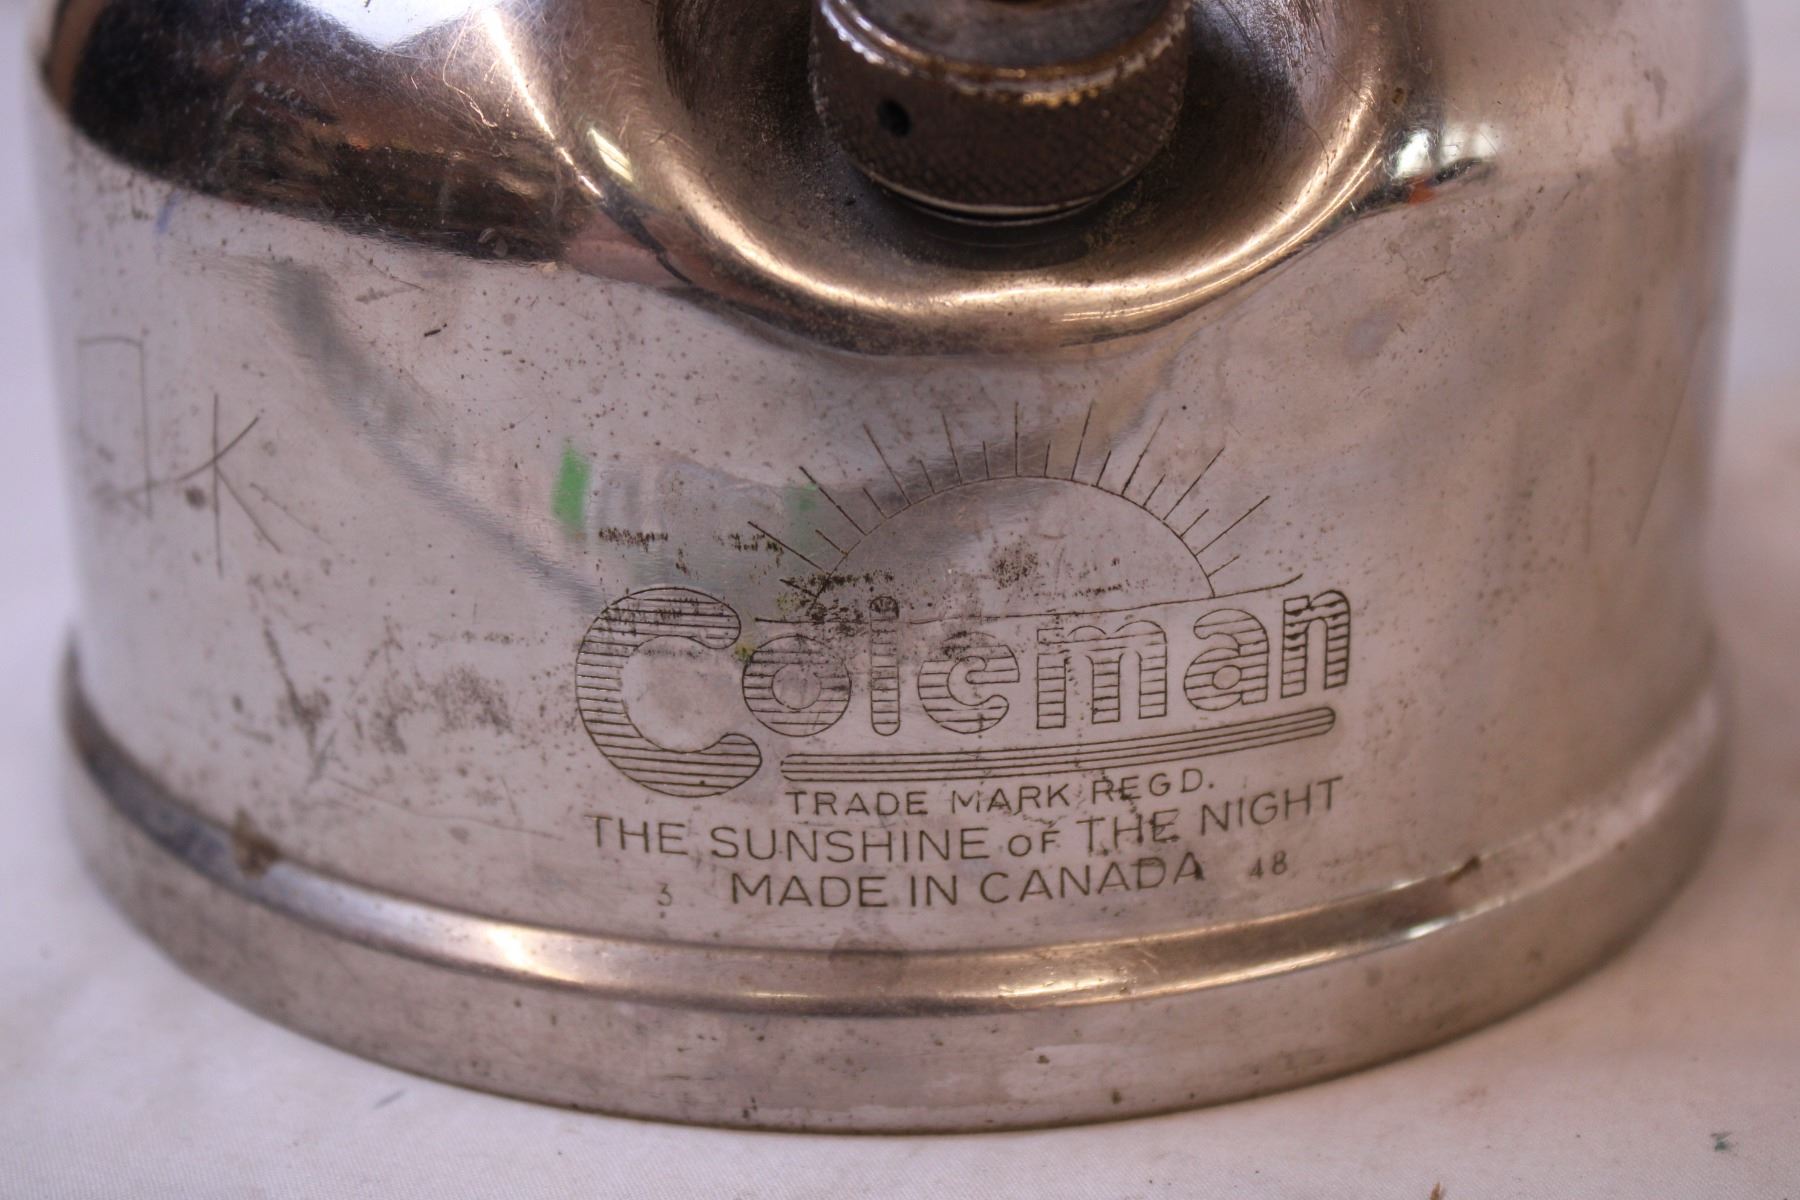 Coleman
TRADE MARK REGD.
THE SUNSHINE OF THE NIGHT
3 MADE IN CANADA 48
K